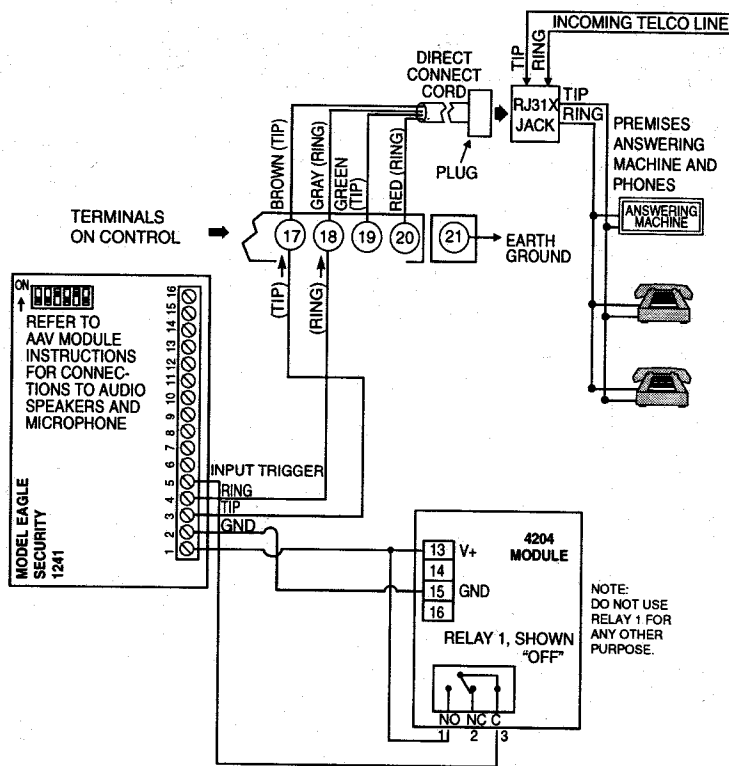 INCOMING TELCO LINE
TIP
RING
DIRECT
CONNECT
CORD
RJ31X
JACK
TIP
RING
PLUG
PREMISES
ANSWERING
MACHINE AND
PHONES
ANSWERING
MACHINE
BROWN (TIP)
GRAY (RING)
GREEN
(TIP)
RED (RING)
TERMINALS
ON CONTROL
17
18
19
20
21
EARTH
GROUND
(TIP)
(RING)
ON
REFER TO
AAV MODULE
INSTRUCTIONS
FOR CONNEC-
TIONS TO AUDIO
SPEAKERS AND
MICROPHONE
MODEL EAGLE
SECURITY
1241
16
15
14
13
12
11
10
9
8
7
6
5
4
3
2
1
INPUT TRIGGER
RING
TIP
GND
4204
MODULE
13 V+
14
15 GND
16
RELAY 1, SHOWN
"OFF"
NO NC C
1 2 3
NOTE:
DO NOT USE
RELAY 1 FOR
ANY OTHER
PURPOSE.